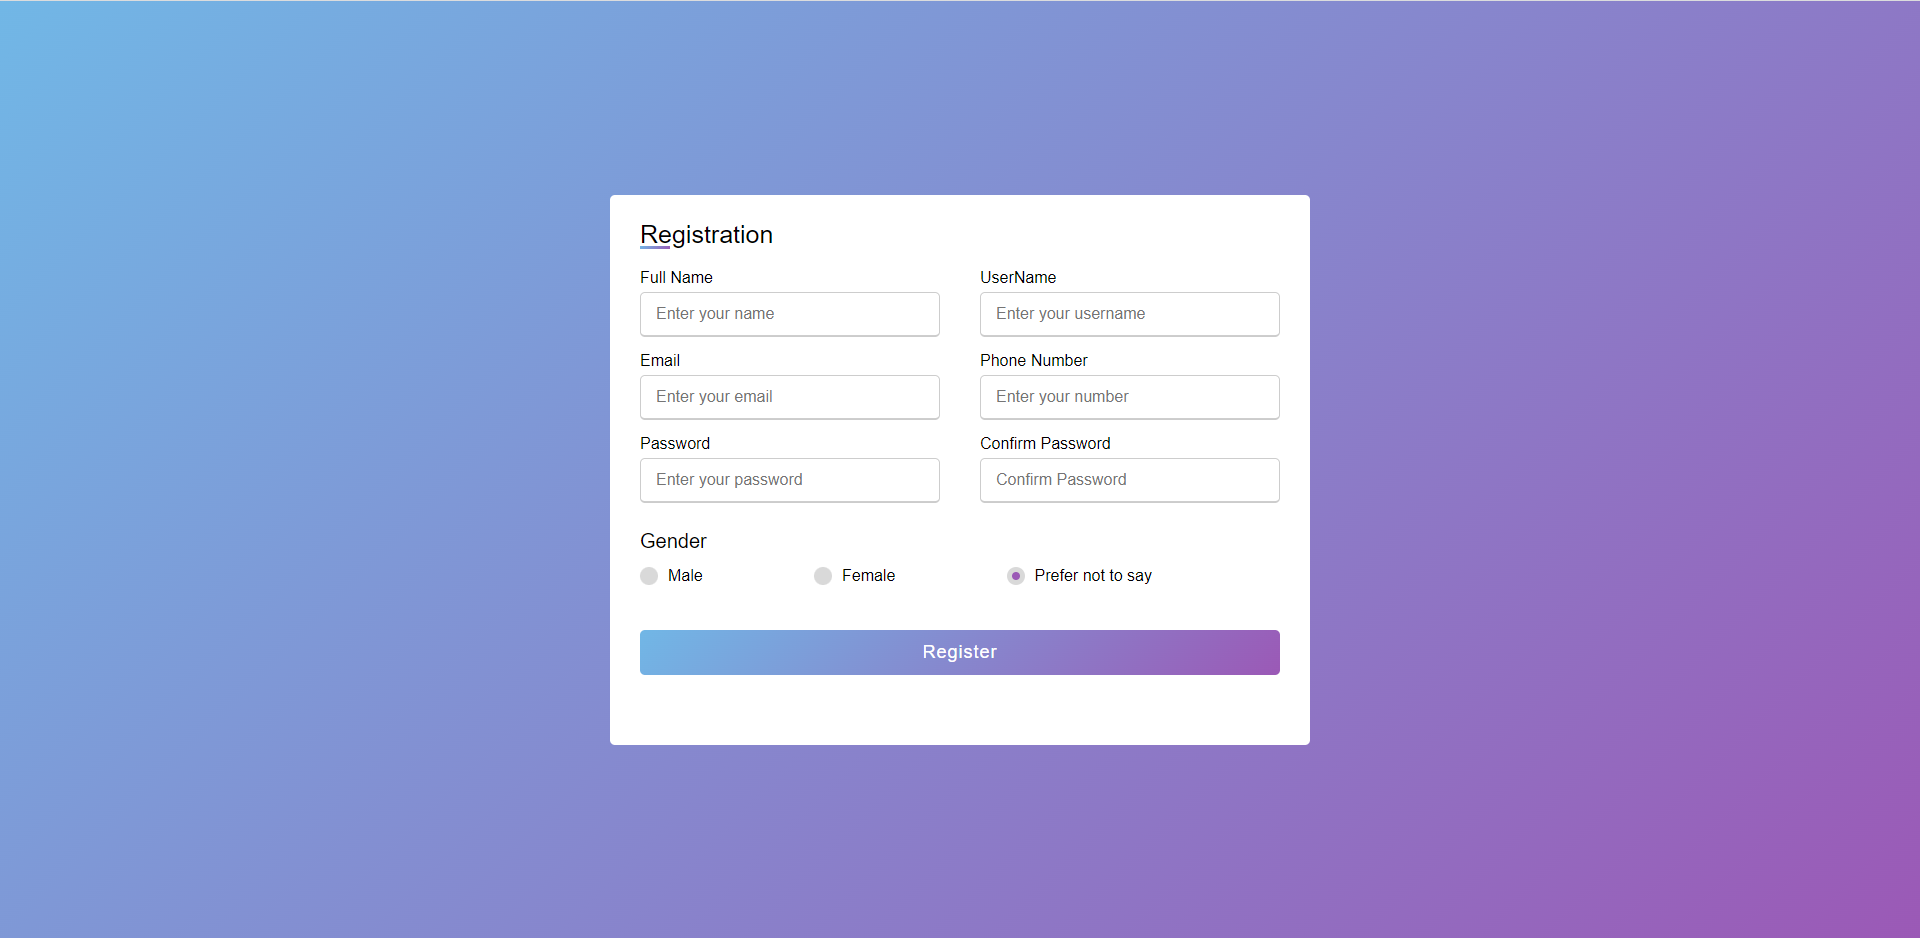 Registration
Full Name
UserName
Enter your name
Enter your username
Email
Phone Number
Enter your email
Enter your number
Password
Confirm Password
Enter your password
Confirm Password
Gender
Male
Female
Prefer not to say
Register